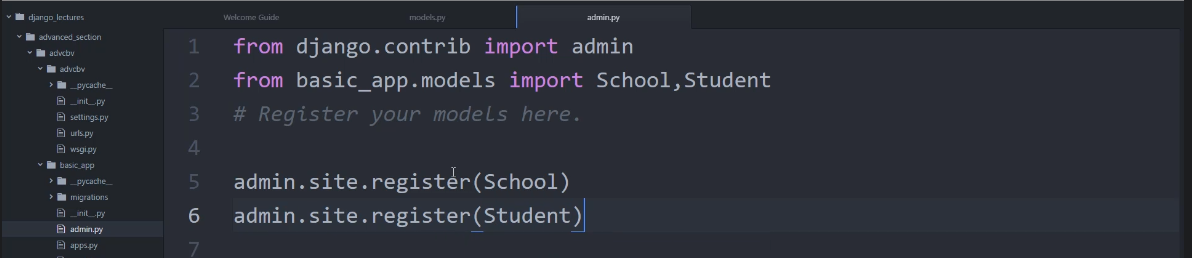 django_lectures
advanced_section
advcbv
advcbv
__pycache__
__init__.py
settings.py
urls.py
wsgi.py
basic_app
__pycache__
migrations
__init__.py
admin.py
apps.py
Welcome Guide models.py admin.py
1 from django.contrib import admin
2 from basic_app.models import School,Student
3 # Register your models here.
4
5 admin.site.register(School)
6 admin.site.register(Student)
7